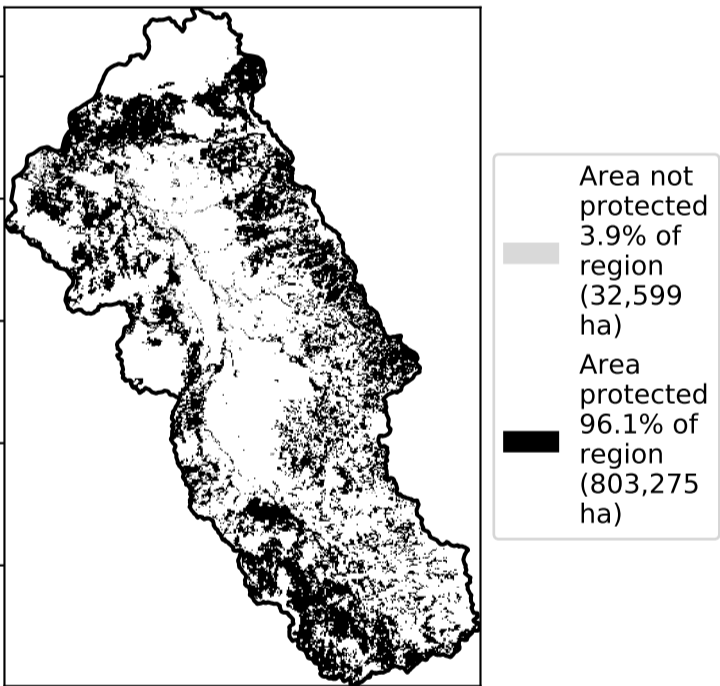 Area not
protected
3.9% of
region
(32,599
ha)
Area
protected
96.1% of
region
(803,275
ha)